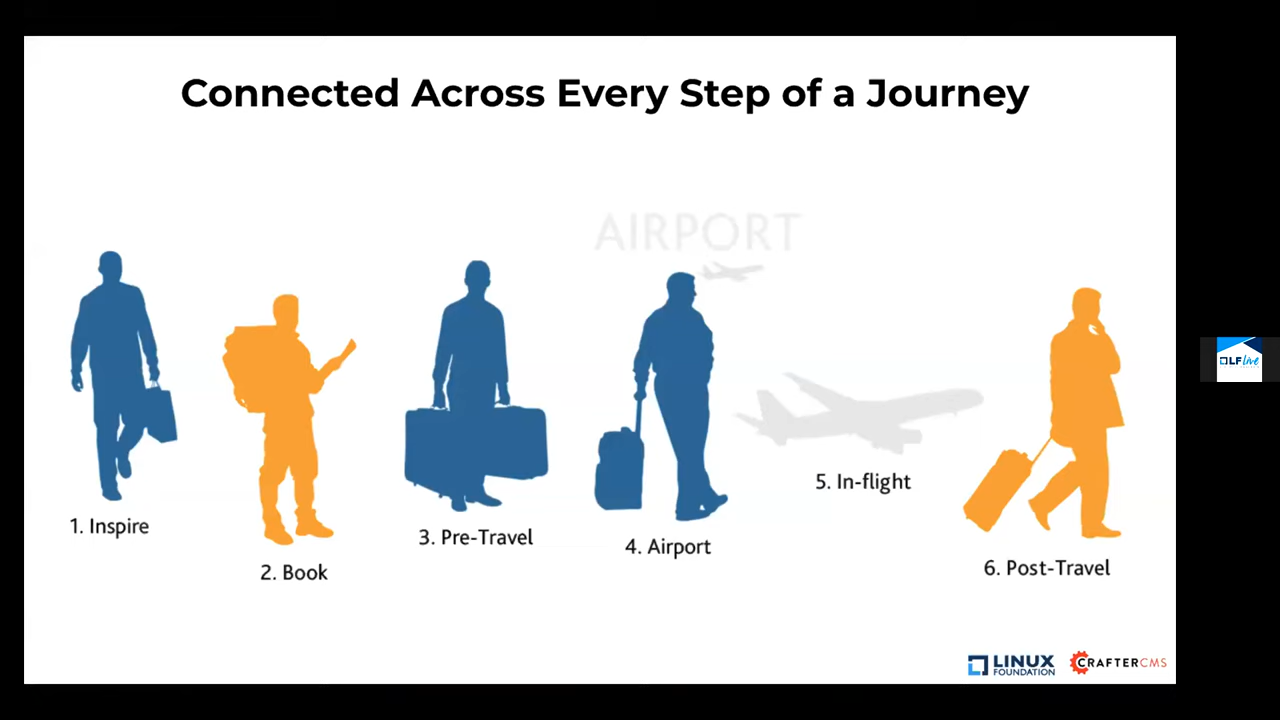 Connected Across Every Step of a Journey
AIRPORT
1. Inspire
2. Book
3. Pre-Travel
4. Airport
5. In-flight
6. Post-Travel
LINUX
FOUNDATION
CRAFTERCMS
LF Live